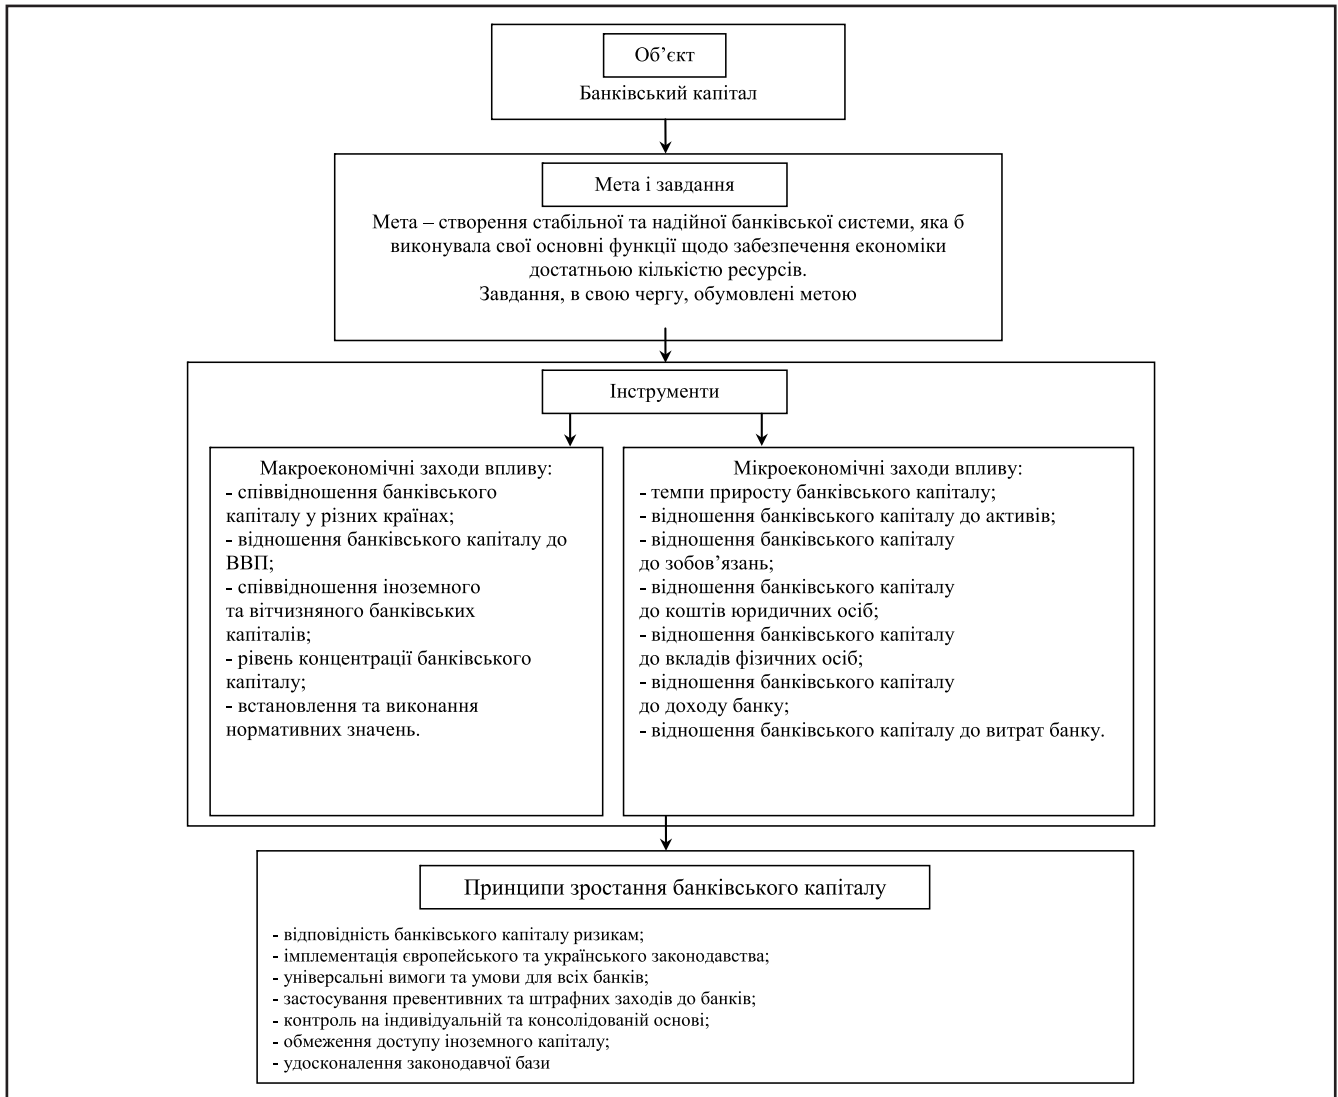 Об’єкт
Банківський капітал
Мета і завдання
Мета – створення стабільної та надійної банківської системи, яка б
виконувала свої основні функції щодо забезпечення економіки
достатньою кількістю ресурсів.
Завдання, в свою чергу, обумовлені метою
Інструменти
Макроекономічні заходи впливу:
- співвідношення банківського
капіталу у різних країнах;
- відношення банківського капіталу до
ВВП;
- співвідношення іноземного
та вітчизняного банківських
капіталів;
- рівень концентрації банківського
капіталу;
- встановлення та виконання
нормативних значень.
Мікроекономічні заходи впливу:
- темпи приросту банківського капіталу;
- відношення банківського капіталу до активів;
- відношення банківського капіталу
до зобов’язань;
- відношення банківського капіталу
до коштів юридичних осіб;
- відношення банківського капіталу
до вкладів фізичних осіб;
- відношення банківського капіталу
до доходу банку;
- відношення банківського капіталу до витрат банку.
Принципи зростання банківського капіталу
- відповідність банківського капіталу ризикам;
- імплементація європейського та українського законодавства;
- універсальні вимоги та умови для всіх банків;
- застосування превентивних та штрафних заходів до банків;
- контроль на індивідуальній та консолідованій основі;
- обмеження доступу іноземного капіталу;
- удосконалення законодавчої бази